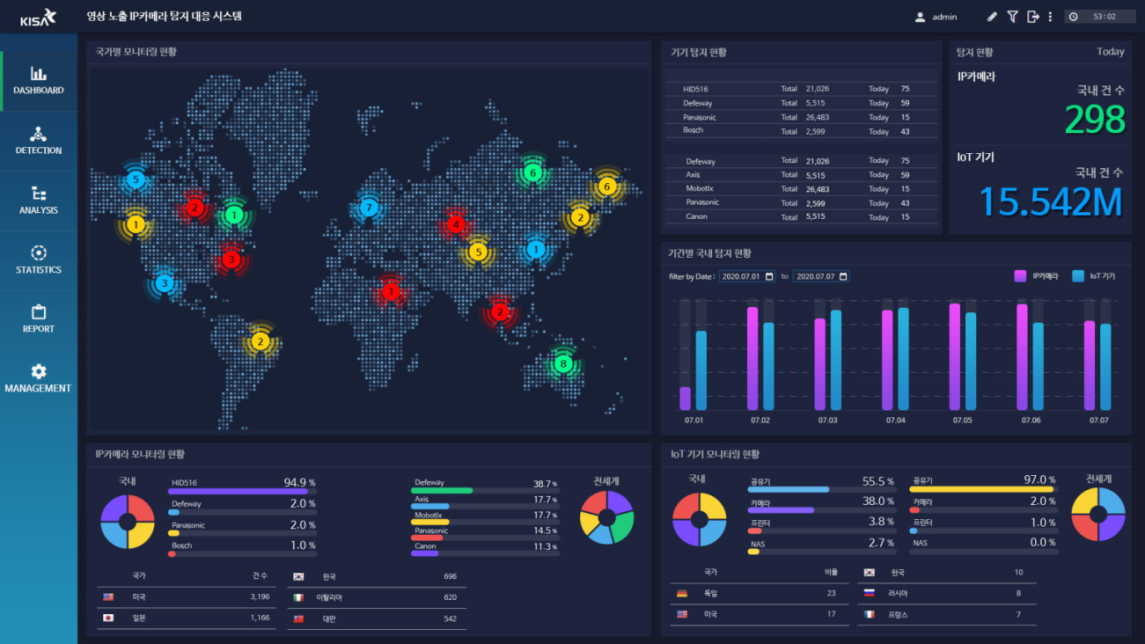 KISA
영상 노출 IP카메라 탐지 대응 시스템
admin
53 : 02
DASHBOARD
DETECTION
ANALYSIS
STATISTICS
REPORT
MANAGEMENT
국가별 모니터링 현황
5
2
1
1
3
3
7
4
5
1
2
6
6
2
1
2
8
기기 탐지 현황
HID516 Total 21,026 Today 75
Defeway Total 5,515 Today 59
Panasonic Total 26,483 Today 15
Bosch Total 2,599 Today 43
Defeway Total 21,026 Today 75
Axis Total 5,515 Today 59
Mobotix Total 26,483 Today 15
Panasonic Total 2,599 Today 43
Canon Total 5,515 Today 15
탐지 현황 Today
IP카메라
국내 건 수
298
IoT 기기
국내 건 수
15.542M
기간별 국내 탐지 현황
filter by Date : 2020.07.01 to 2020.07.07
IP카메라 IoT 기기
07.01 07.02 07.03 07.04 07.05 07.06 07.07
IP카메라 모니터링 현황
국내
HID516 94.9 %
Defeway 2.0 %
Panasonic 2.0 %
Bosch 1.0 %
Defeway 38.7 %
Axis 17.7 %
Mobotix 17.7 %
Panasonic 14.5 %
Canon 11.3 %
전세계
국가 건 수
미국 3,196
일본 1,166
한국 696
이탈리아 620
대만 542
IoT 기기 모니터링 현황
국내
공유기 55.5 %
카메라 38.0 %
프린터 3.8 %
NAS 2.7 %
공유기 97.0 %
카메라 2.0 %
프린터 1.0 %
NAS 0.0 %
전세계
국가 비율
독일 23
미국 17
한국 10
러시아 8
프랑스 7